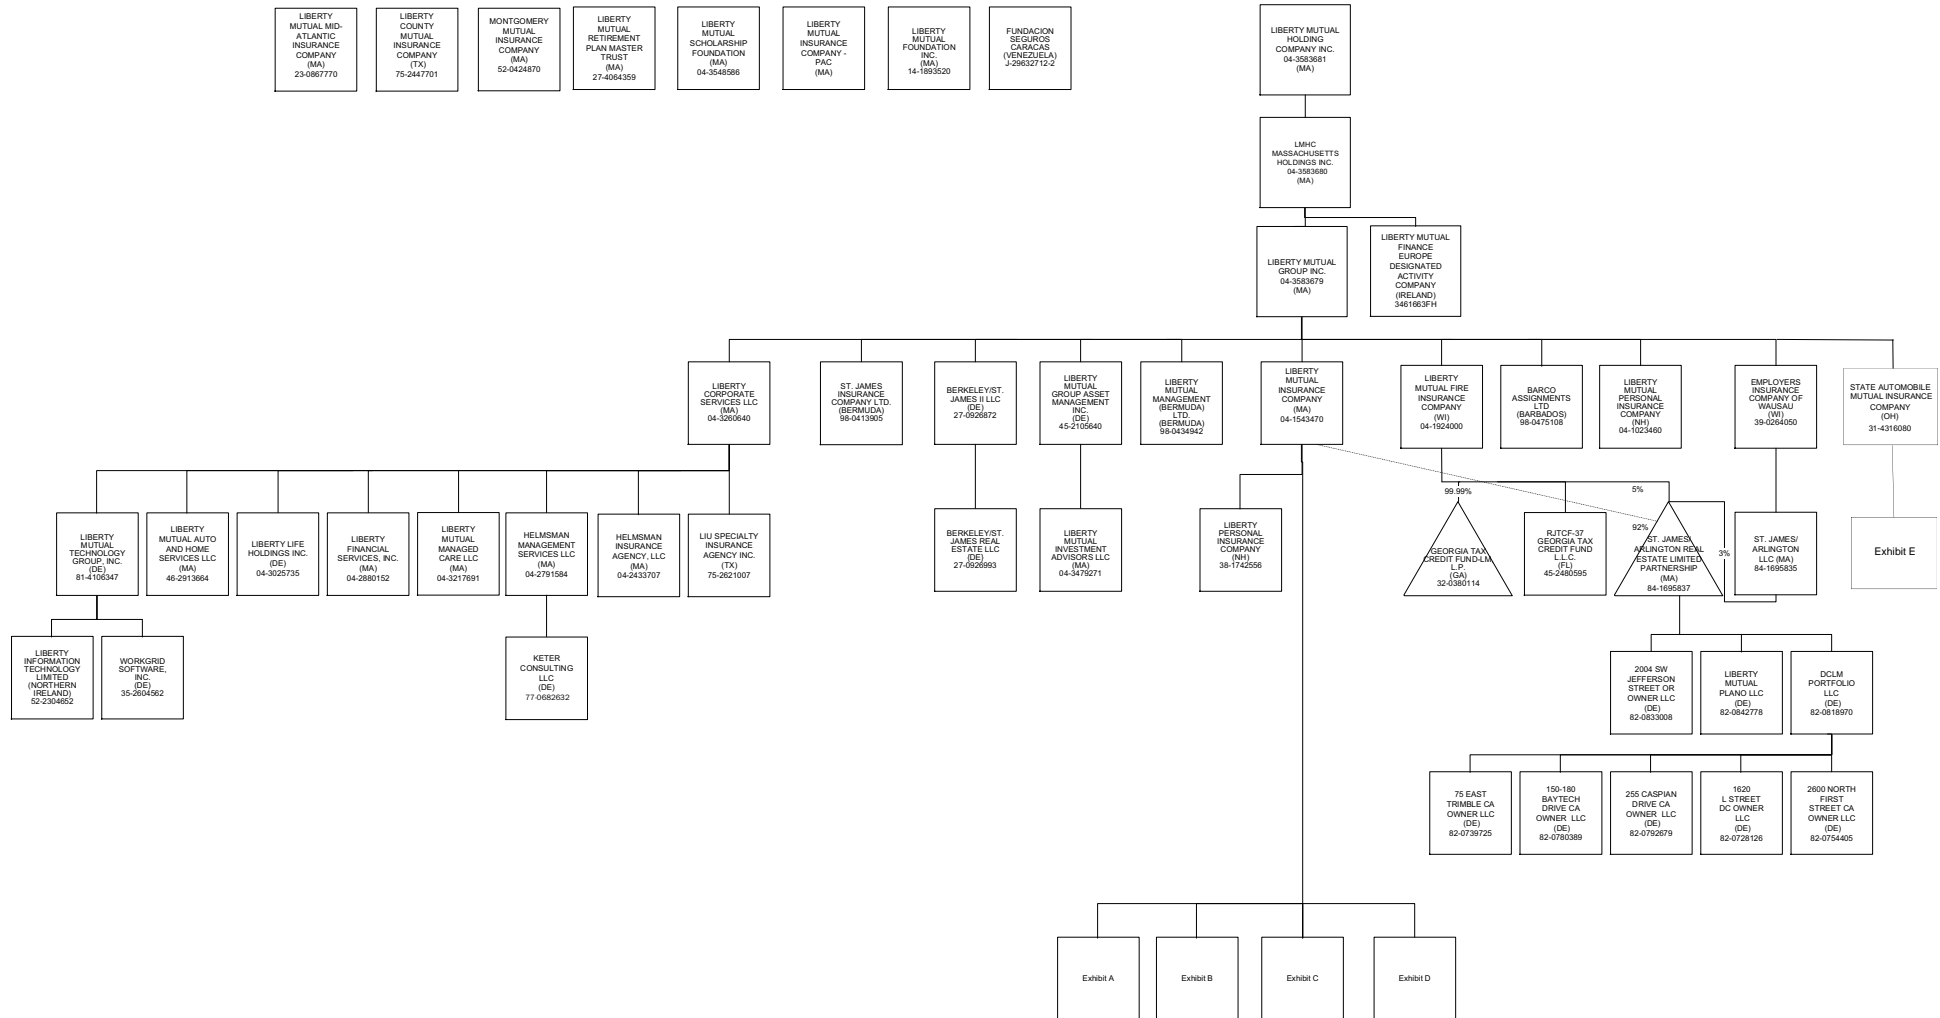 LIBERTY
MUTUAL MID-
ATLANTIC
INSURANCE
COMPANY
(MA)
23-0867770
LIBERTY
COUNTY
MUTUAL
INSURANCE
COMPANY
(TX)
75-2447701
MONTGOMERY
MUTUAL
INSURANCE
COMPANY
(MA)
52-0424870
LIBERTY
MUTUAL
RETIREMENT
PLAN MASTER
TRUST
(MA)
27-4064359
LIBERTY
MUTUAL
SCHOLARSHIP
FOUNDATION
(MA)
04-3548586
LIBERTY
MUTUAL
INSURANCE
COMPANY -
PAC
(MA)
LIBERTY
MUTUAL
FOUNDATION
INC.
(MA)
14-1893520
FUNDACION
SEGUROS
CARACAS
(VENEZUELA)
J-29632712-2
LIBERTY MUTUAL
HOLDING
COMPANY INC.
04-3583681
(MA)
LMHC
MASSACHUSETTS
HOLDINGS INC.
04-3583680
(MA)
LIBERTY MUTUAL
GROUP INC.
04-3583679
(MA)
LIBERTY MUTUAL
FINANCE
EUROPE
DESIGNATED
ACTIVITY
COMPANY
(IRELAND)
3461663FH
LIBERTY
CORPORATE
SERVICES LLC
(MA)
04-3260640
ST. JAMES
INSURANCE
COMPANY LTD.
(BERMUDA)
98-0413905
BERKELEY/ST.
JAMES II LLC
(DE)
27-0926872
LIBERTY
MUTUAL
GROUP ASSET
MANAGEMENT
INC.
(DE)
45-2105640
LIBERTY
MUTUAL
MANAGEMENT
(BERMUDA)
LTD.
(BERMUDA)
98-0434942
LIBERTY
MUTUAL
INSURANCE
COMPANY
(MA)
04-1543470
LIBERTY
MUTUAL FIRE
INSURANCE
COMPANY
(WI)
04-1924000
BARCO
ASSIGNMENTS
LTD
(BARBADOS)
98-0475108
LIBERTY
MUTUAL
PERSONAL
INSURANCE
COMPANY
(NH)
04-1023460
EMPLOYERS
INSURANCE
COMPANY OF
WAUSAU
(WI)
39-0264050
STATE AUTOMOBILE
MUTUAL INSURANCE
COMPANY
(OH)
31-4316080
LIBERTY
MUTUAL
TECHNOLOGY
GROUP, INC.
(DE)
81-4106347
LIBERTY
MUTUAL AUTO
AND HOME
SERVICES LLC
(MA)
46-2913664
LIBERTY LIFE
HOLDINGS INC.
(DE)
04-3025735
LIBERTY
FINANCIAL
SERVICES, INC.
(MA)
04-2880152
LIBERTY
MUTUAL
MANAGED
CARE LLC
(MA)
04-3217691
HELMSMAN
MANAGEMENT
SERVICES LLC
(MA)
04-2791584
HELMSMAN
INSURANCE
AGENCY, LLC
(MA)
04-2433707
LIU SPECIALTY
INSURANCE
AGENCY INC.
(TX)
75-2621007
BERKELEY/ST.
JAMES REAL
ESTATE LLC
(DE)
27-0926993
LIBERTY
MUTUAL
INVESTMENT
ADVISORS LLC
(MA)
04-3479271
LIBERTY
PERSONAL
INSURANCE
COMPANY
(NH)
38-1742556
99.99%
GEORGIA TAX
CREDIT FUND-LM
L.P.
(GA)
32-0380114
RJTCF-37
GEORGIA TAX
CREDIT FUND
L.L.C.
(FL)
45-2480595
5%
92%
ST. JAMES/
ARLINGTON REAL
ESTATE LIMITED
PARTNERSHIP
(MA)
84-1695837
3%
ST. JAMES/
ARLINGTON
LLC (MA)
84-1695835
Exhibit E
LIBERTY
INFORMATION
TECHNOLOGY
LIMITED
(NORTHERN
IRELAND)
52-2304652
WORKGRID
SOFTWARE,
INC.
(DE)
35-2604562
KETER
CONSULTING
LLC
(DE)
77-0682632
2004 SW
JEFFERSON
STREET OR
OWNER LLC
(DE)
82-0833008
LIBERTY
MUTUAL
PLANO LLC
(DE)
82-0842778
DCLM
PORTFOLIO
LLC
(DE)
82-0818970
75 EAST
TRIMBLE CA
OWNER LLC
(DE)
82-0739725
150-180
BAYTECH
DRIVE CA
OWNER LLC
(DE)
82-0780389
255 CASPIAN
DRIVE CA
OWNER LLC
(DE)
82-0792679
1620
L STREET
DC OWNER
LLC
(DE)
82-0728126
2600 NORTH
FIRST
STREET CA
OWNER LLC
(DE)
82-0754405
Exhibit A
Exhibit B
Exhibit C
Exhibit D